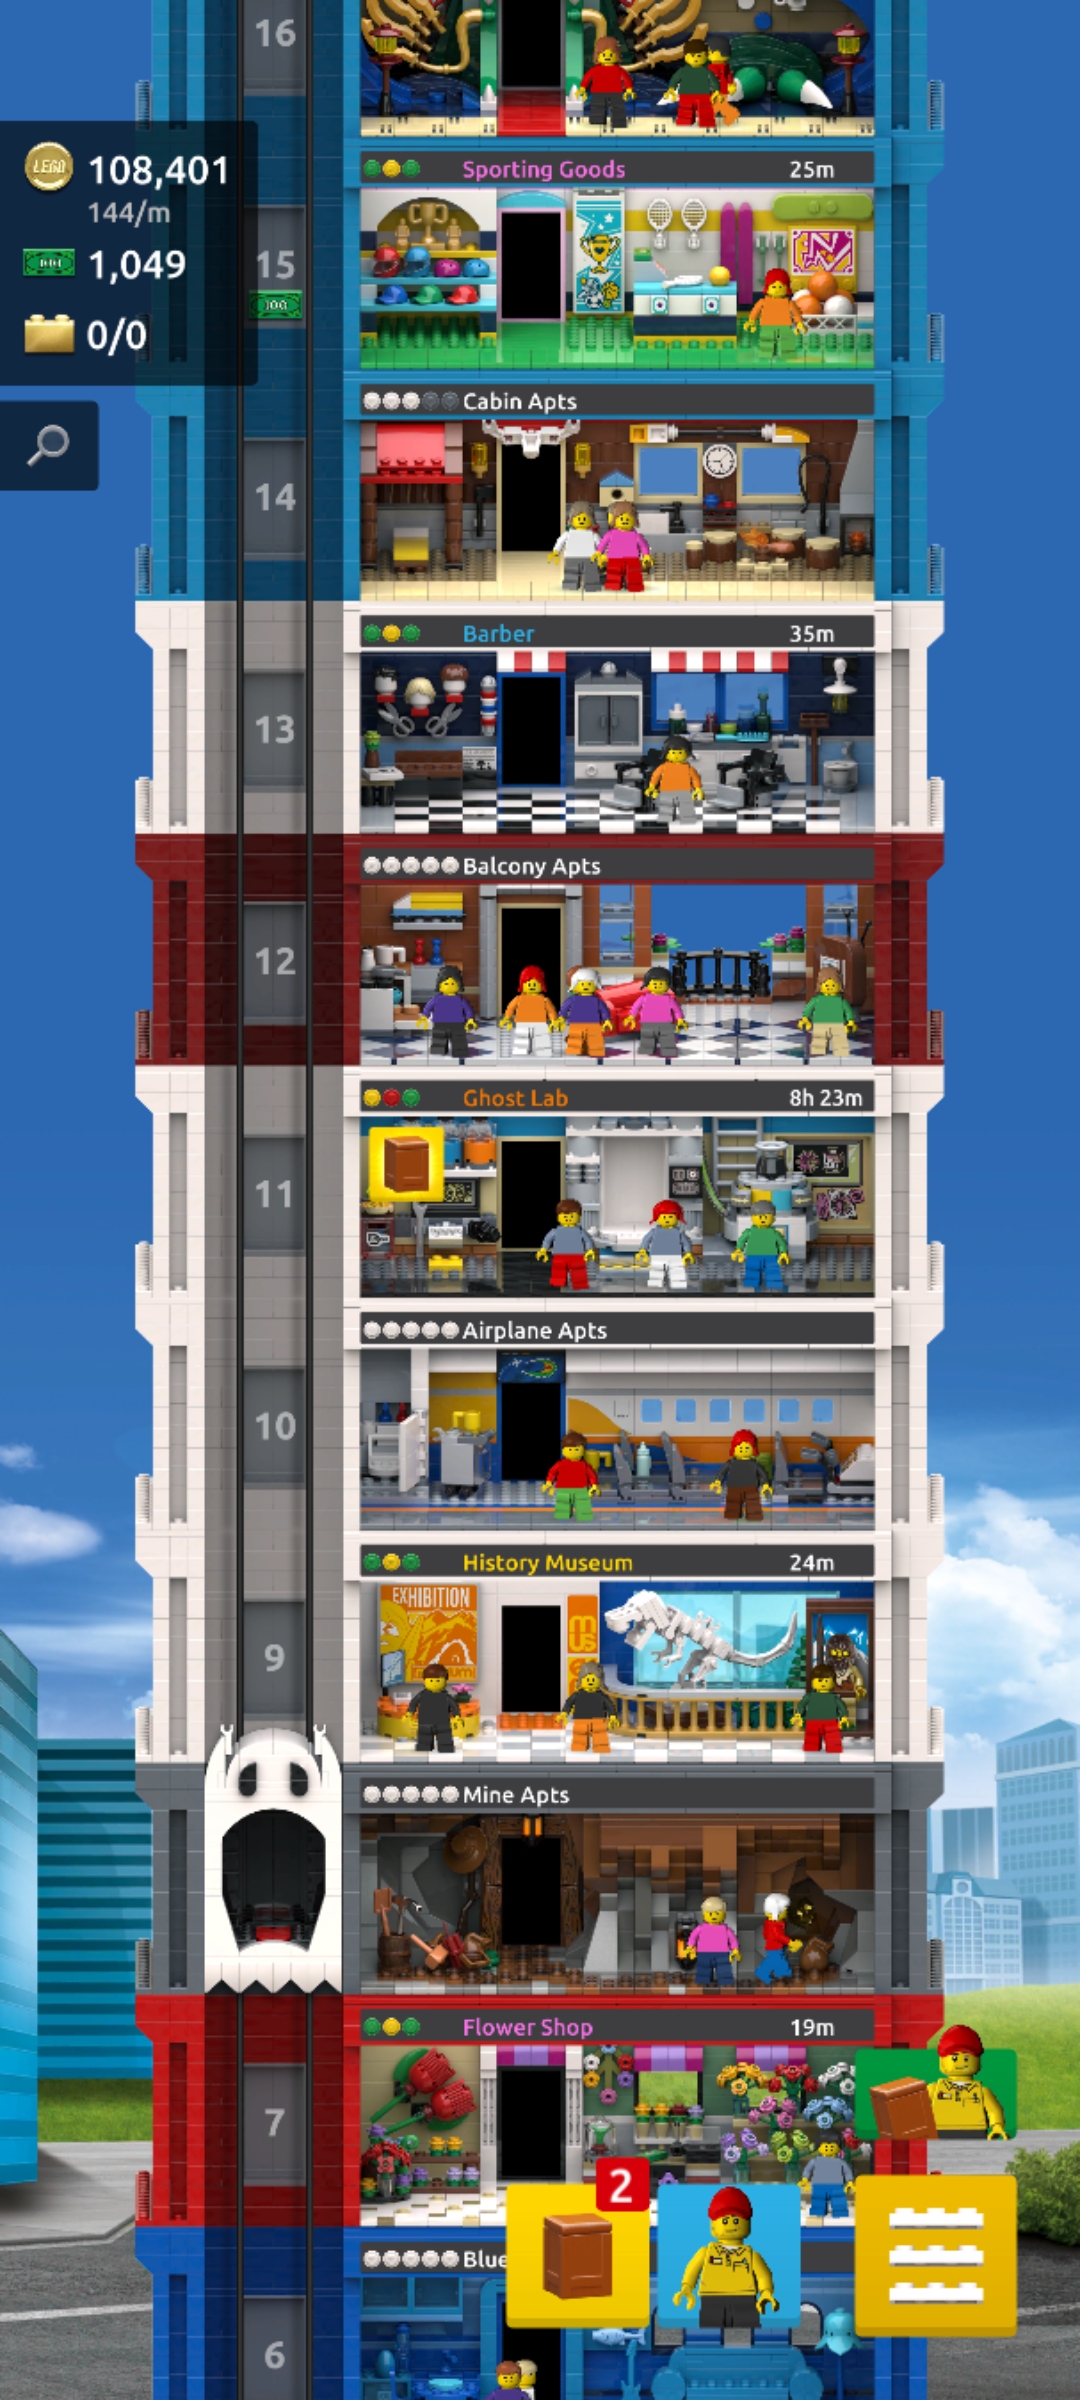 16
LEGO 108,401
144/m
1,049
0/0
Sporting Goods 25m
15
100
Cabin Apts
14
Barber 35m
13
Balcony Apts
12
Ghost Lab 8h 23m
11
Airplane Apts
10
History Museum 24m
EXHIBITION
9
Mine Apts
Flower Shop 19m
7
2
Blue
6